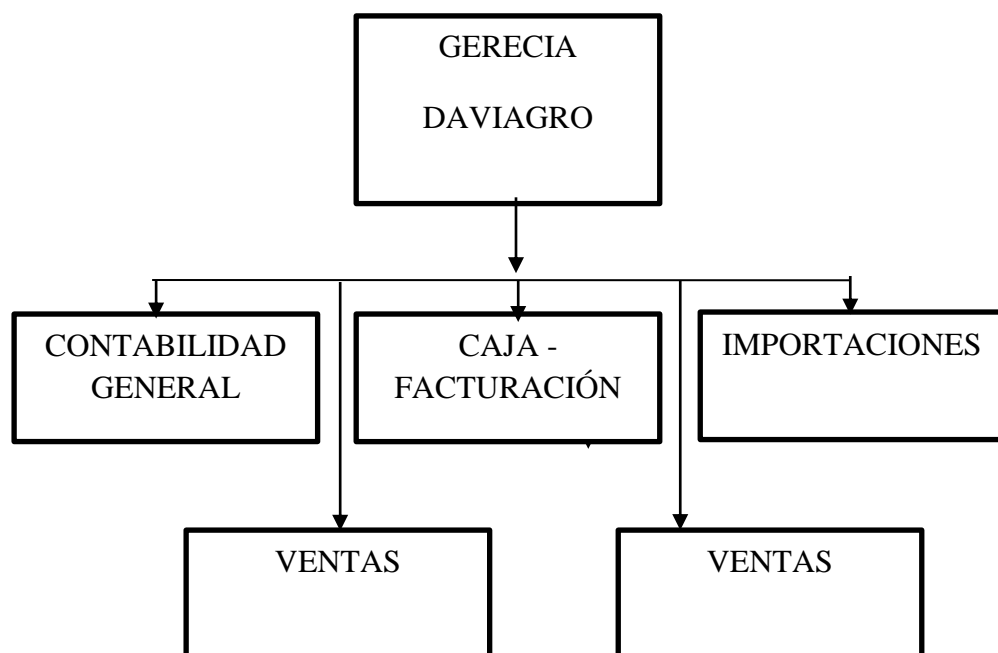 GERECIA
DAVIAGRO
CONTABILIDAD
GENERAL
CAJA -
FACTURACIÓN
IMPORTACIONES
VENTAS
VENTAS